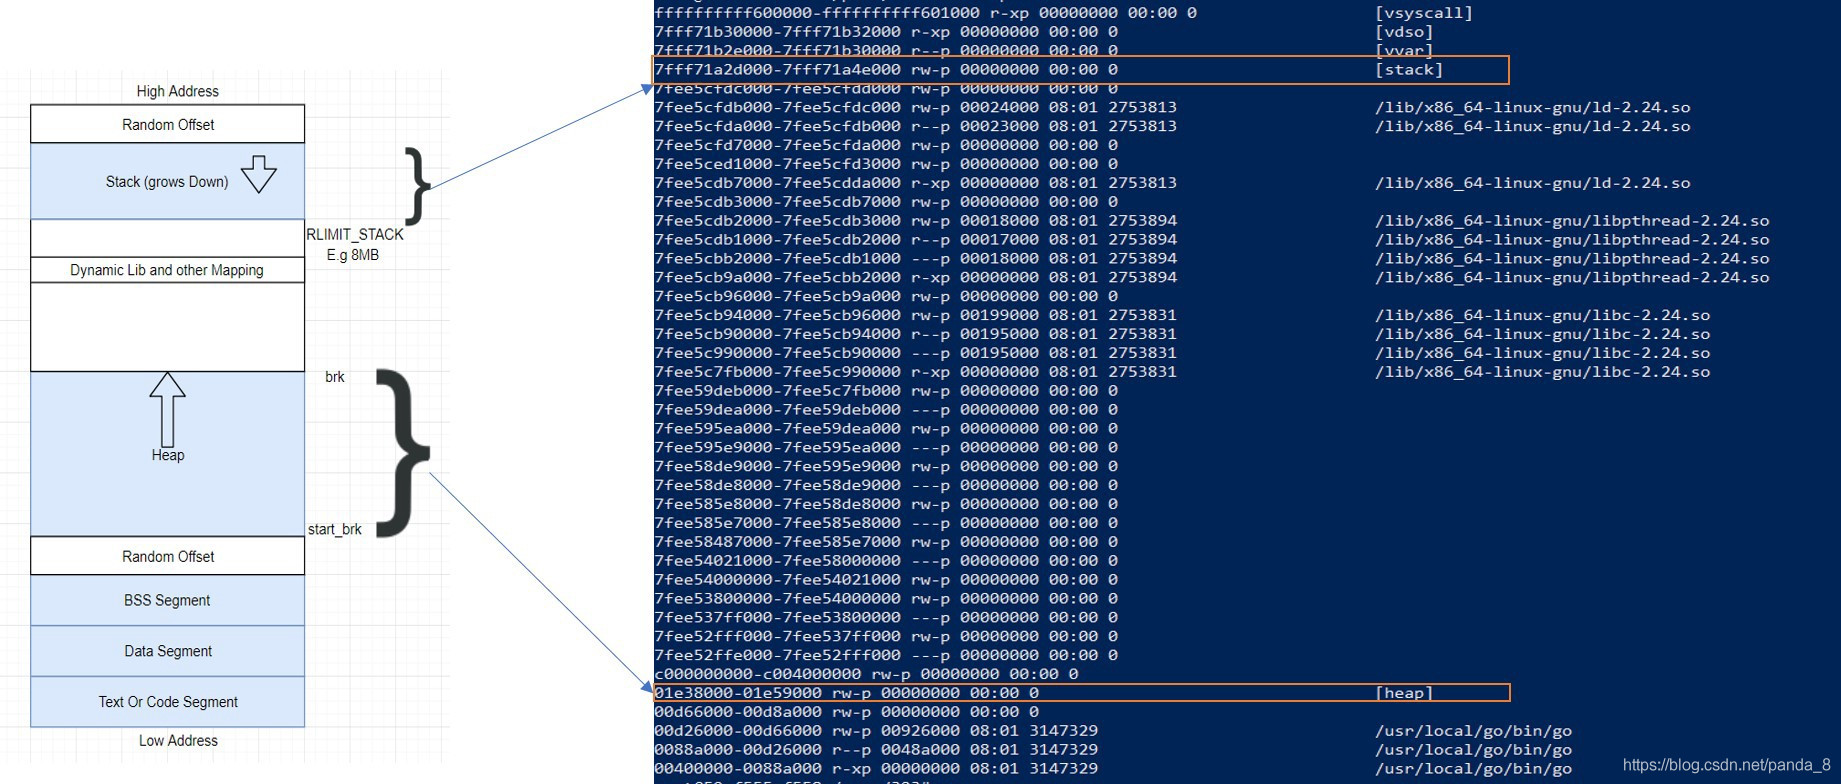 High Address
Random Offset
Stack (grows Down)
RLIMIT_STACK
E.g 8MB
Dynamic Lib and other Mapping
brk
Heap
start_brk
Random Offset
BSS Segment
Data Segment
Text Or Code Segment
Low Address
ffffffffff600000-ffffffffff601000 r-xp 00000000 00:00 0 [vsyscall]
7fff71b30000-7fff71b32000 r-xp 00000000 00:00 0 [vdso]
7fff71b2e000-7fff71b30000 r--p 00000000 00:00 0 [vvar]
7fff71a2d000-7fff71a4e000 rw-p 00000000 00:00 0 [stack]
7fee5cfdc000-7fee5cfdd000 rw-p 00000000 00:00 0
7fee5cfdb000-7fee5cfdc000 rw-p 00024000 08:01 2753813 /lib/x86_64-linux-gnu/ld-2.24.so
7fee5cfda000-7fee5cfdb000 r--p 00023000 08:01 2753813 /lib/x86_64-linux-gnu/ld-2.24.so
7fee5cfd7000-7fee5cfda000 rw-p 00000000 00:00 0
7fee5ced1000-7fee5cfd3000 rw-p 00000000 00:00 0
7fee5cdb7000-7fee5cdda000 r-xp 00000000 08:01 2753813 /lib/x86_64-linux-gnu/ld-2.24.so
7fee5cdb3000-7fee5cdb7000 rw-p 00000000 00:00 0
7fee5cdb2000-7fee5cdb3000 rw-p 00018000 08:01 2753894 /lib/x86_64-linux-gnu/libpthread-2.24.so
7fee5cdb1000-7fee5cdb2000 r--p 00017000 08:01 2753894 /lib/x86_64-linux-gnu/libpthread-2.24.so
7fee5cbb2000-7fee5cdb1000 ---p 00018000 08:01 2753894 /lib/x86_64-linux-gnu/libpthread-2.24.so
7fee5cb9a000-7fee5cbb2000 r-xp 00000000 08:01 2753894 /lib/x86_64-linux-gnu/libpthread-2.24.so
7fee5cb96000-7fee5cb9a000 rw-p 00000000 00:00 0
7fee5cb94000-7fee5cb96000 rw-p 00199000 08:01 2753831 /lib/x86_64-linux-gnu/libc-2.24.so
7fee5cb90000-7fee5cb94000 r--p 00195000 08:01 2753831 /lib/x86_64-linux-gnu/libc-2.24.so
7fee5c990000-7fee5cb90000 ---p 00195000 08:01 2753831 /lib/x86_64-linux-gnu/libc-2.24.so
7fee5c7fb000-7fee5c990000 r-xp 00000000 08:01 2753831 /lib/x86_64-linux-gnu/libc-2.24.so
7fee59deb000-7fee5c7fb000 rw-p 00000000 00:00 0
7fee59dea000-7fee59deb000 ---p 00000000 00:00 0
7fee595ea000-7fee59dea000 rw-p 00000000 00:00 0
7fee595e9000-7fee595ea000 ---p 00000000 00:00 0
7fee58de9000-7fee595e9000 rw-p 00000000 00:00 0
7fee58de8000-7fee58de9000 ---p 00000000 00:00 0
7fee585e8000-7fee58de8000 rw-p 00000000 00:00 0
7fee585e7000-7fee585e8000 ---p 00000000 00:00 0
7fee58487000-7fee585e7000 rw-p 00000000 00:00 0
7fee54021000-7fee58000000 ---p 00000000 00:00 0
7fee54000000-7fee54021000 rw-p 00000000 00:00 0
7fee53800000-7fee54000000 rw-p 00000000 00:00 0
7fee537ff000-7fee53800000 ---p 00000000 00:00 0
7fee52fff000-7fee537ff000 rw-p 00000000 00:00 0
7fee52ffe000-7fee52fff000 ---p 00000000 00:00 0
c000000000-c004000000 rw-p 00000000 00:00 0
01e38000-01e59000 rw-p 00000000 00:00 0 [heap]
00d66000-00d8a000 rw-p 00000000 00:00 0
00d26000-00d66000 rw-p 00926000 08:01 3147329 /usr/local/go/bin/go
0088a000-00d26000 r--p 0048a000 08:01 3147329 /usr/local/go/bin/go
00400000-0088a000 r-xp 00000000 08:01 3147329 /usr/local/go/bin/go
https://blog.csdn.net/panda_8